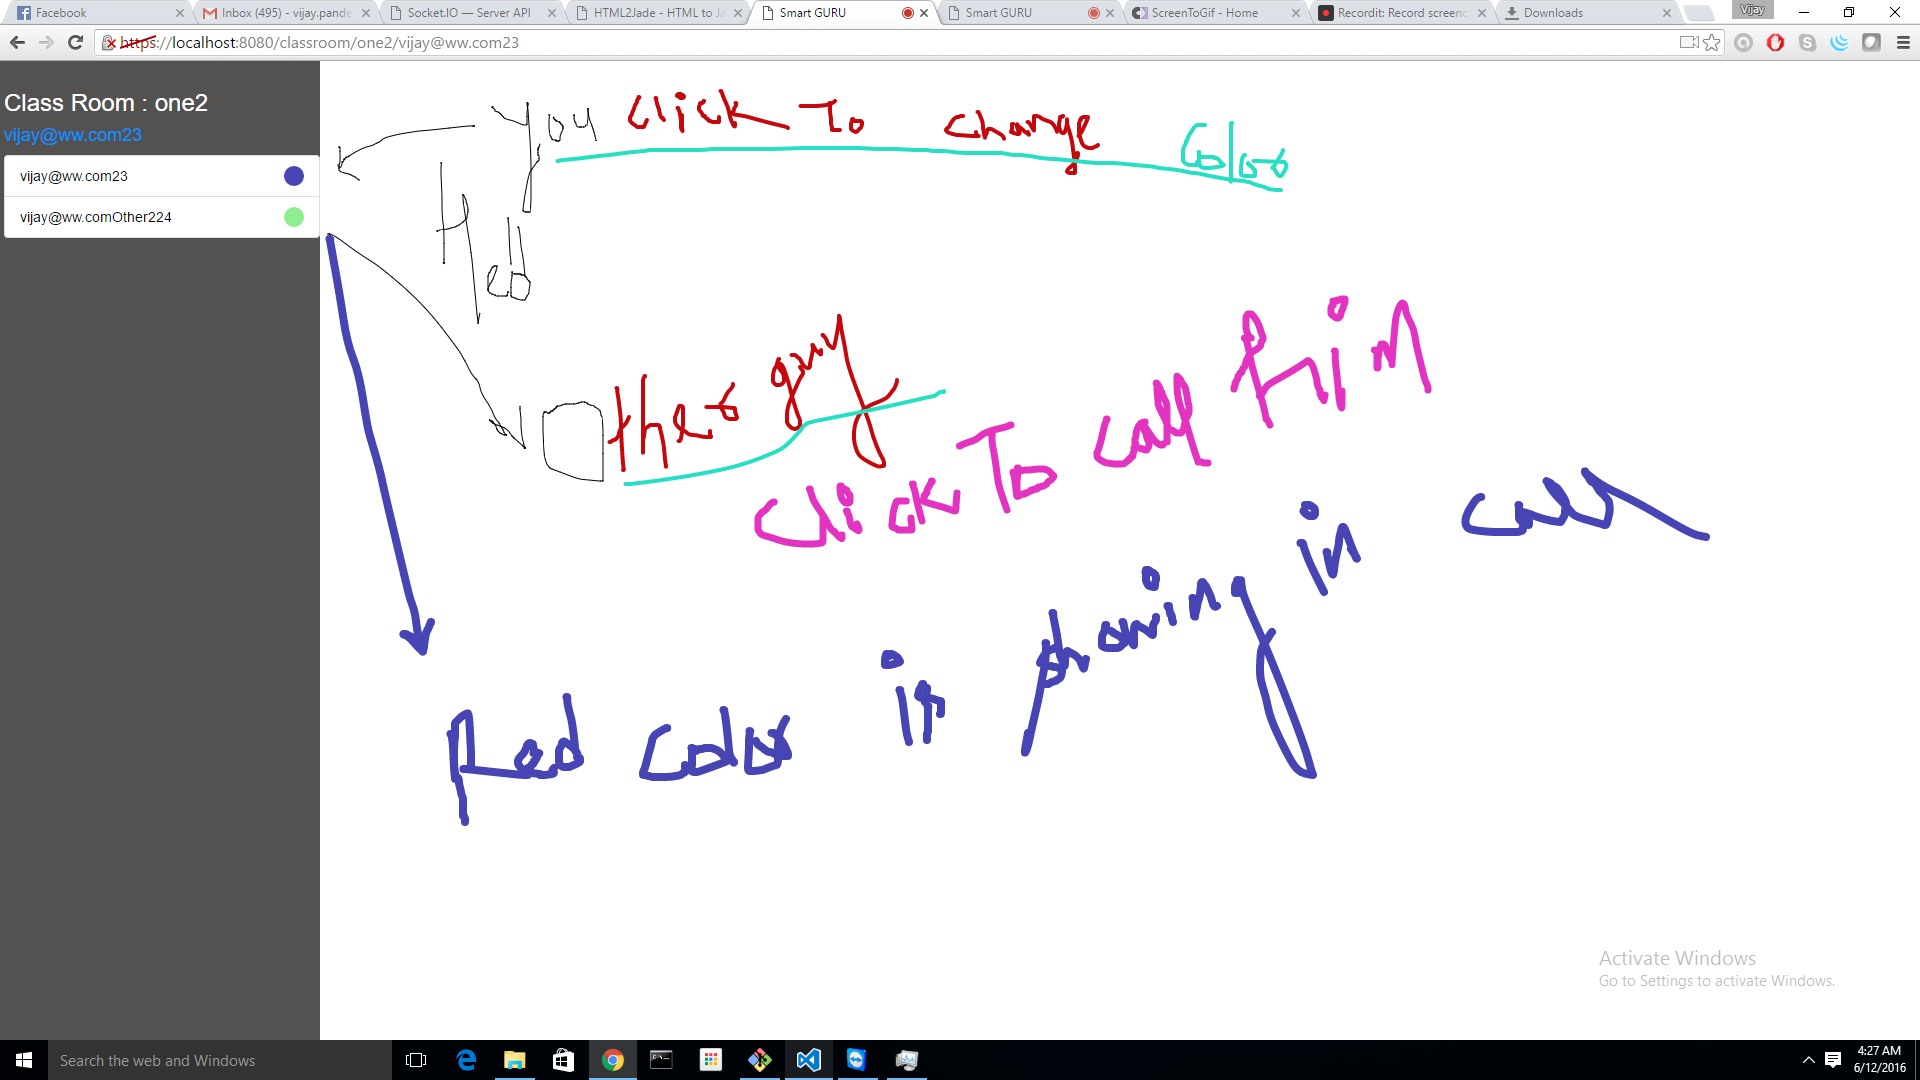 Facebook
Inbox (495) - vijay.pande
Socket.IO — Server API
HTML2Jade - HTML to Ja
Smart GURU
Smart GURU
ScreenToGif - Home
Recordit: Record screenc
Downloads
Vijay
https://localhost:8080/classroom/one2/vijay@ww.com23
Class Room : one2
vijay@ww.com23
vijay@ww.com23
vijay@ww.comOther224
You click To change Color
Other guy
click To call him
Red color is showing in call
Activate Windows
Go to Settings to activate Windows.
Search the web and Windows
4:27 AM
6/12/2016